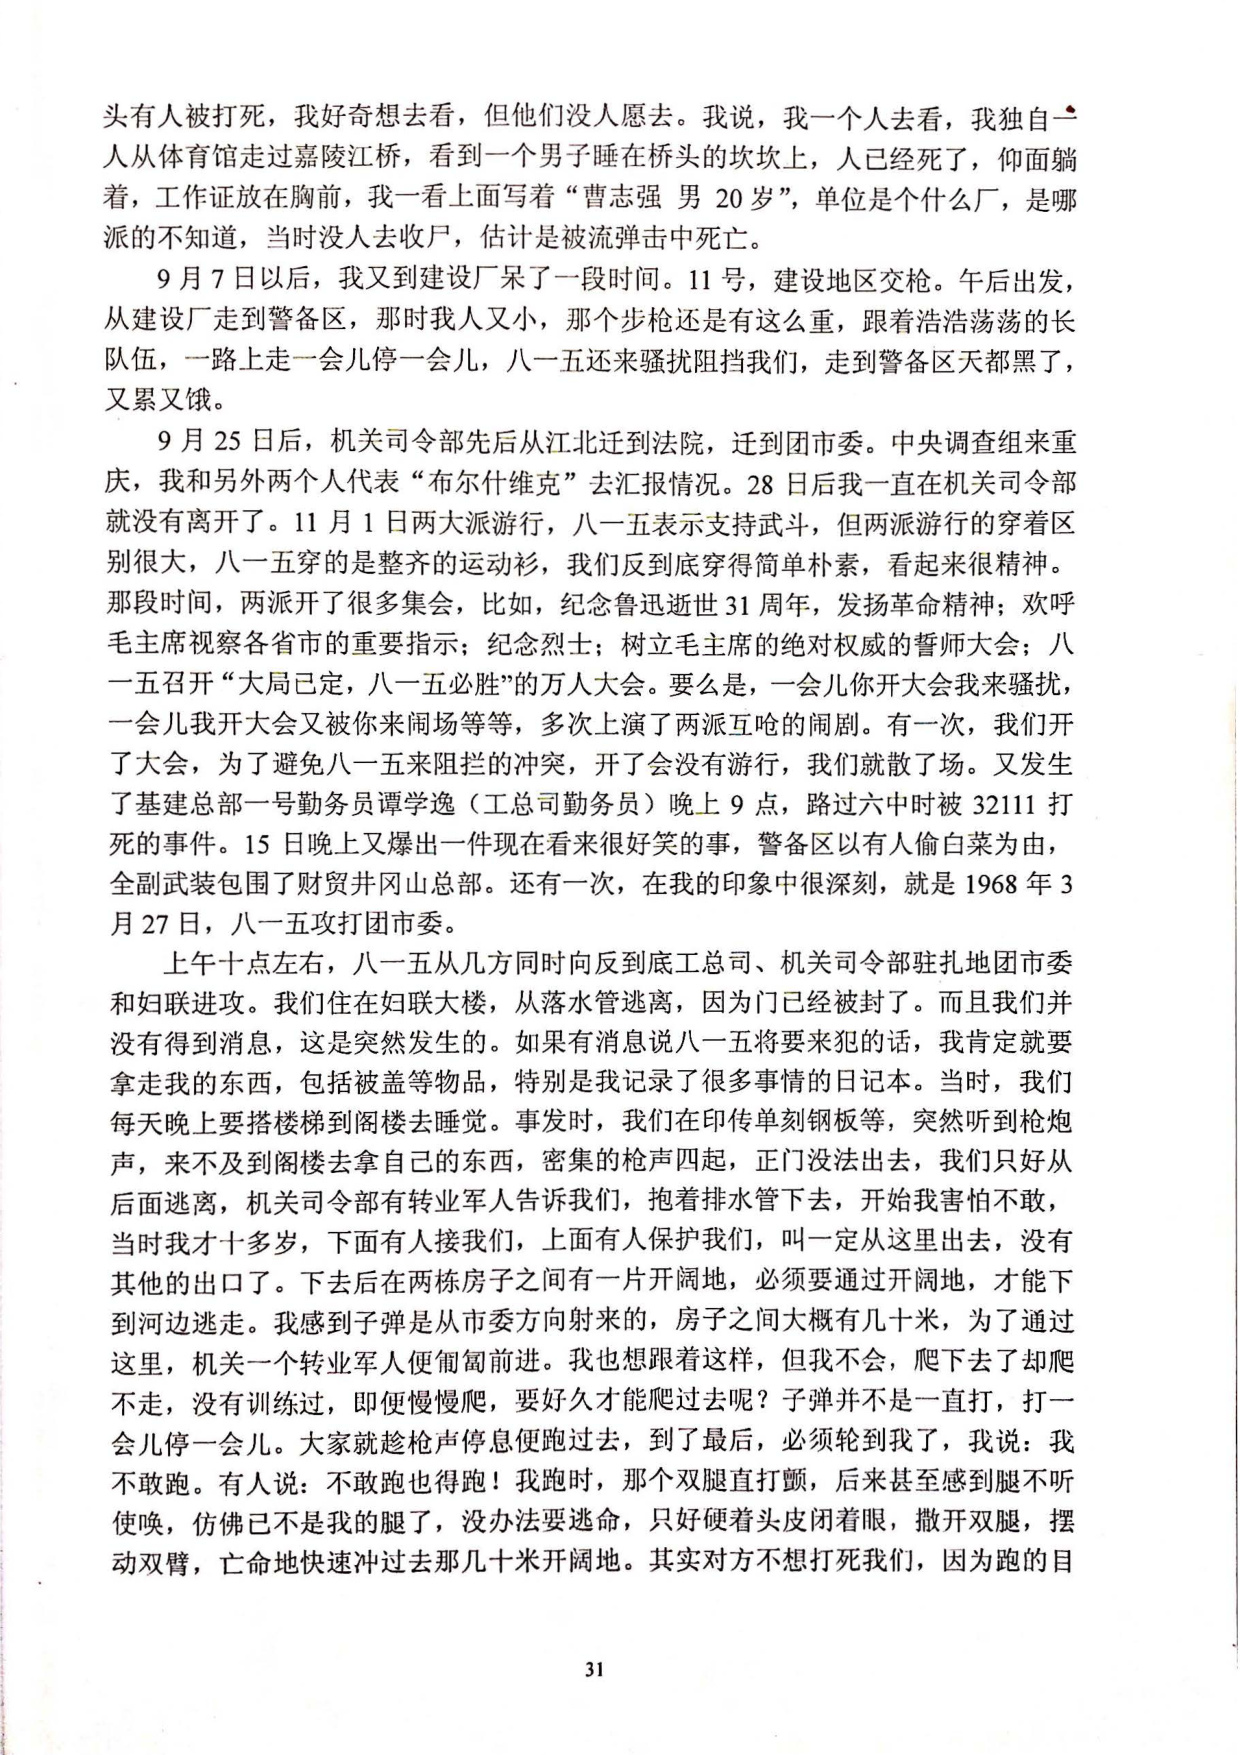 头有人被打死，我好奇想去看，但他们没人愿去。我说，我一个人去看，我独自一
人从体育馆走过嘉陵江桥，看到一个男子睡在桥头的坎坎上，人已经死了，仰面躺
着，工作证放在胸前，我一看上面写着“曹志强 男 20岁”，单位是个什么厂，是哪
派的不知道，当时没人去收尸，估计是被流弹击中死亡。
9月7日以后，我又到建设厂呆了一段时间。11号，建设地区交枪。午后出发，
从建设厂走到警备区，那时我人又小，那个步枪还是有这么重，跟着浩浩荡荡的长
队伍，一路上走一会儿停一会儿，八一五还来骚扰阻挡我们，走到警备区天都黑了，
又累又饿。
9月25日后，机关司令部先后从江北迁到法院，迁到团市委。中央调查组来重
庆，我和另外两个人代表“布尔什维克”去汇报情况。28日后我一直在机关司令部
就没有离开了。11月1日两大派游行，八一五表示支持武斗，但两派游行的穿着区
别很大，八一五穿的是整齐的运动衫，我们反到底穿得简单朴素，看起来很精神。
那段时间，两派开了很多集会，比如，纪念鲁迅逝世31周年，发扬革命精神；欢呼
毛主席视察各省市的重要指示；纪念烈士；树立毛主席的绝对权威的誓师大会；八
一五召开“大局已定，八一五必胜”的万人大会。要么是，一会儿你开大会我来骚扰，
一会儿我开大会又被你来闹场等等，多次上演了两派互呛的闹剧。有一次，我们开
了大会，为了避免八一五来阻拦的冲突，开了会没有游行，我们就散了场。又发生
了基建总部一号勤务员谭学逸（工总司勤务员）晚上9点，路过六中时被32111打
死的事件。15日晚上又爆出一件现在看来很好笑的事，警备区以有人偷白菜为由，
全副武装包围了财贸井冈山总部。还有一次，在我的印象中很深刻，就是1968年3
月27日，八一五攻打团市委。
上午十点左右，八一五从几方同时向反到底工总司、机关司令部驻扎地团市委
和妇联进攻。我们住在妇联大楼，从落水管逃离，因为门已经被封了。而且我们并
没有得到消息，这是突然发生的。如果有消息说八一五将要来犯的话，我肯定就要
拿走我的东西，包括被盖等物品，特别是我记录了很多事情的日记本。当时，我们
每天晚上要搭楼梯到阁楼去睡觉。事发时，我们在印传单刻钢板等，突然听到枪炮
声，来不及到阁楼去拿自己的东西，密集的枪声四起，正门没法出去，我们只好从
后面逃离，机关司令部有转业军人告诉我们，抱着排水管下去，开始我害怕不敢，
当时我才十多岁，下面有人接我们，上面有人保护我们，叫一定从这里出去，没有
其他的出口了。下去后在两栋房子之间有一片开阔地，必须要通过开阔地，才能下
到河边逃走。我感到子弹是从市委方向射来的，房子之间大概有几十米，为了通过
这里，机关一个转业军人便匍匐前进。我也想跟着这样，但我不会，爬下去了却爬
不走，没有训练过，即便慢慢爬，要好久才能爬过去呢？子弹并不是一直打，打一
会儿停一会儿。大家就趁枪声停息便跑过去，到了最后，必须轮到我了，我说：我
不敢跑。有人说：不敢跑也得跑！我跑时，那个双腿直打颤，后来甚至感到腿不听
使唤，仿佛已不是我的腿了，没办法要逃命，只好硬着头皮闭着眼，撒开双腿，摆
动双臂，亡命地快速冲过去那几十米开阔地。其实对方不想打死我们，因为跑的目
31